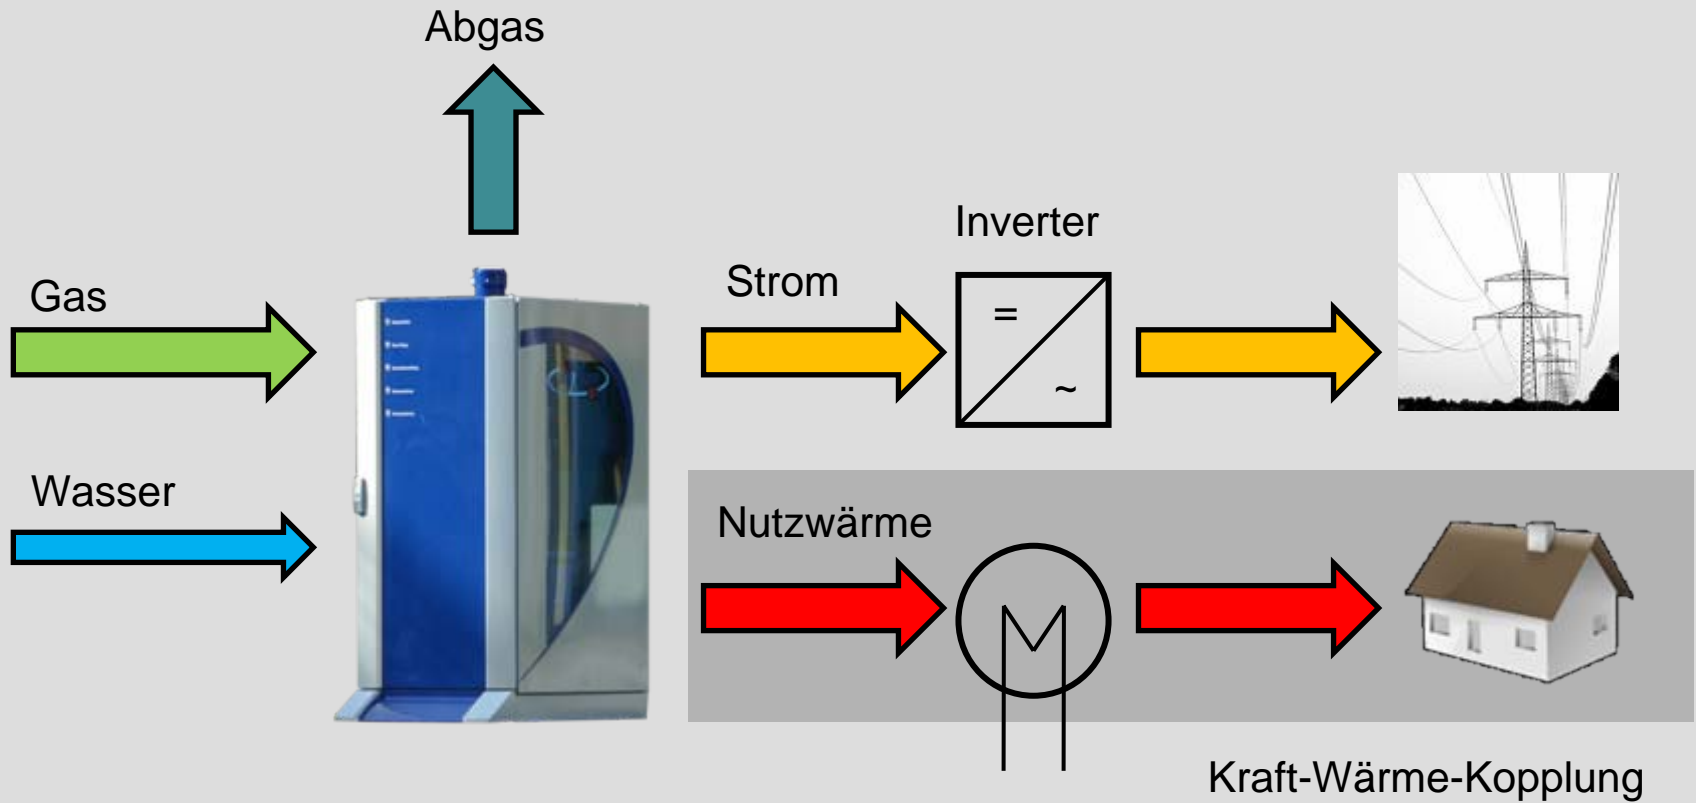 Abgas
Inverter
Strom
Gas
=
~
Wasser
Nutzwärme
Kraft-Wärme-Kopplung